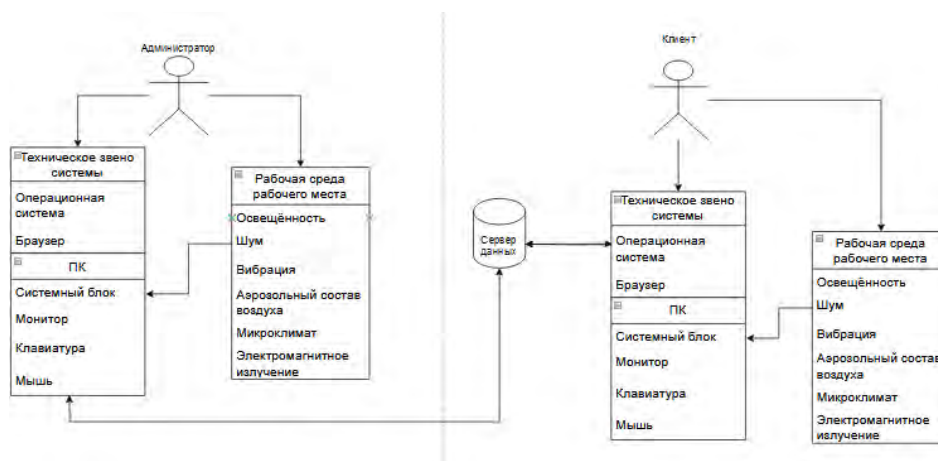 Администратор
Техническое звено
системы
Операционная
система
Браузер
ПК
Системный блок
Монитор
Клавиатура
Мышь
Рабочая среда
рабочего места
Освещённость
Шум
Вибрация
Аэрозольный состав
воздуха
Микроклимат
Электромагнитное
излучение
Сервер
данных
Клиент
Техническое звено
системы
Операционная
система
Браузер
ПК
Системный блок
Монитор
Клавиатура
Мышь
Рабочая среда
рабочего места
Освещённость
Шум
Вибрация
Аэрозольный состав
воздуха
Микроклимат
Электромагнитное
излучение